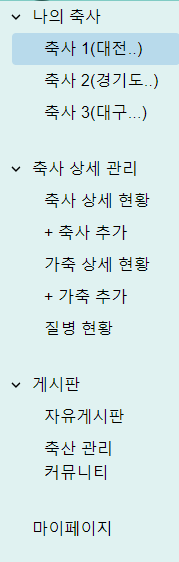 나의 축사
축사 1(대전..)
축사 2(경기도..)
축사 3(대구...)
축사 상세 관리
축사 상세 현황
+ 축사 추가
가축 상세 현황
+ 가축 추가
질병 현황
게시판
자유게시판
축산 관리
커뮤니티
마이페이지